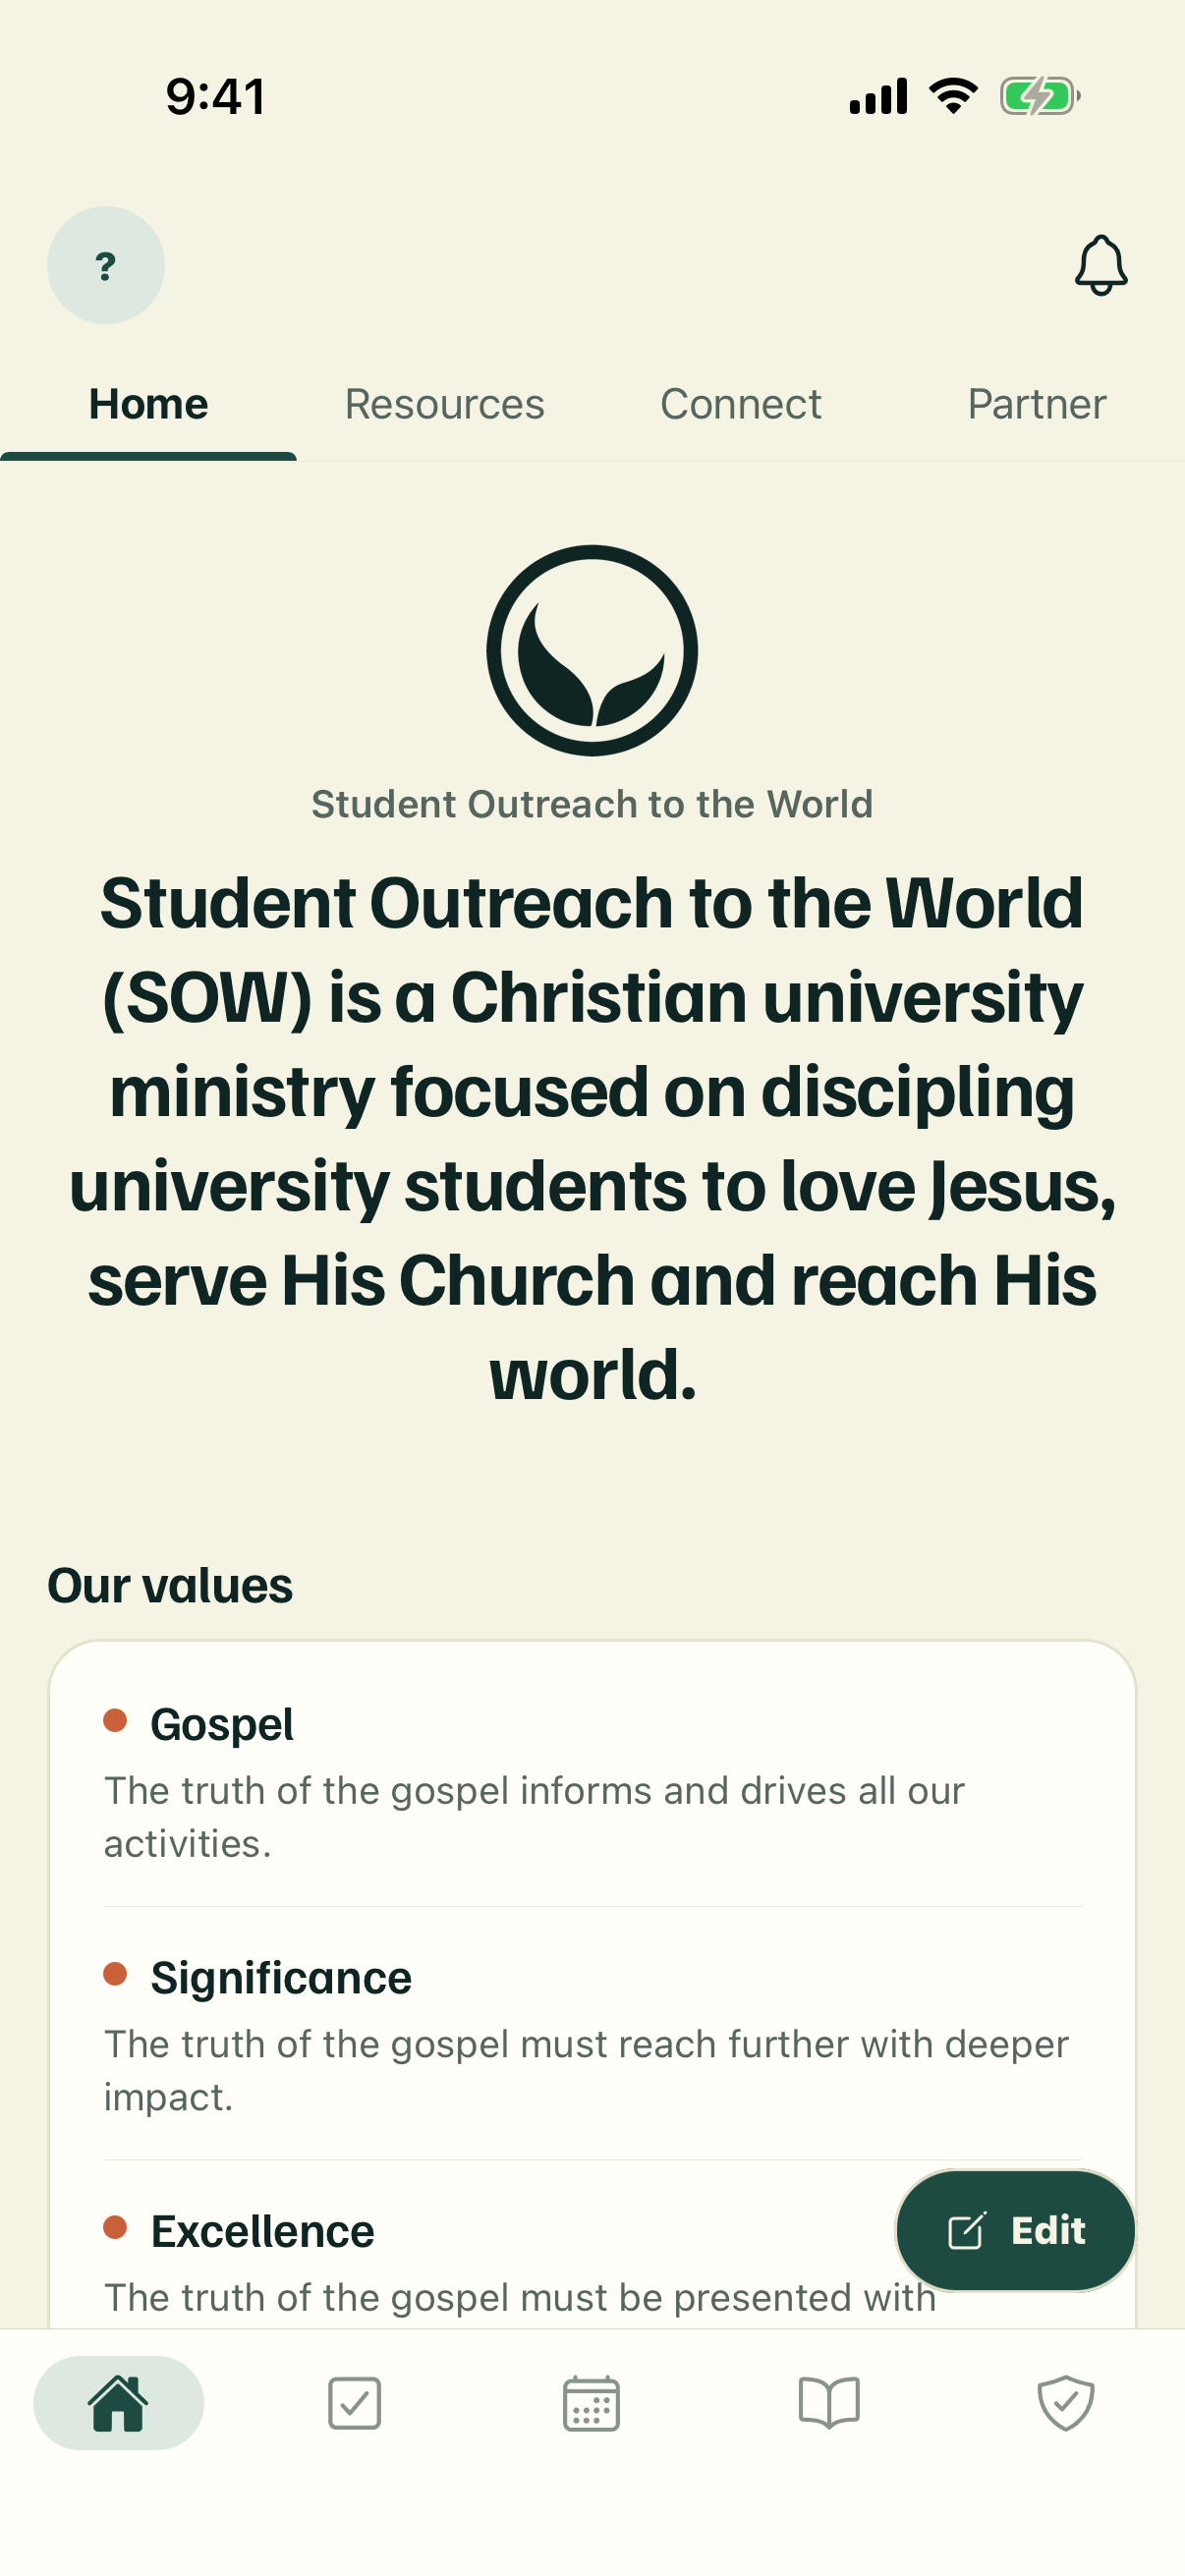 9:41
?
Home Resources Connect Partner
Student Outreach to the World
Student Outreach to the World
(SOW) is a Christian university
ministry focused on discipling
university students to love Jesus,
serve His Church and reach His
world.
Our values
Gospel
The truth of the gospel informs and drives all our
activities.
Significance
The truth of the gospel must reach further with deeper
impact.
Excellence
Edit
The truth of the gospel must be presented with